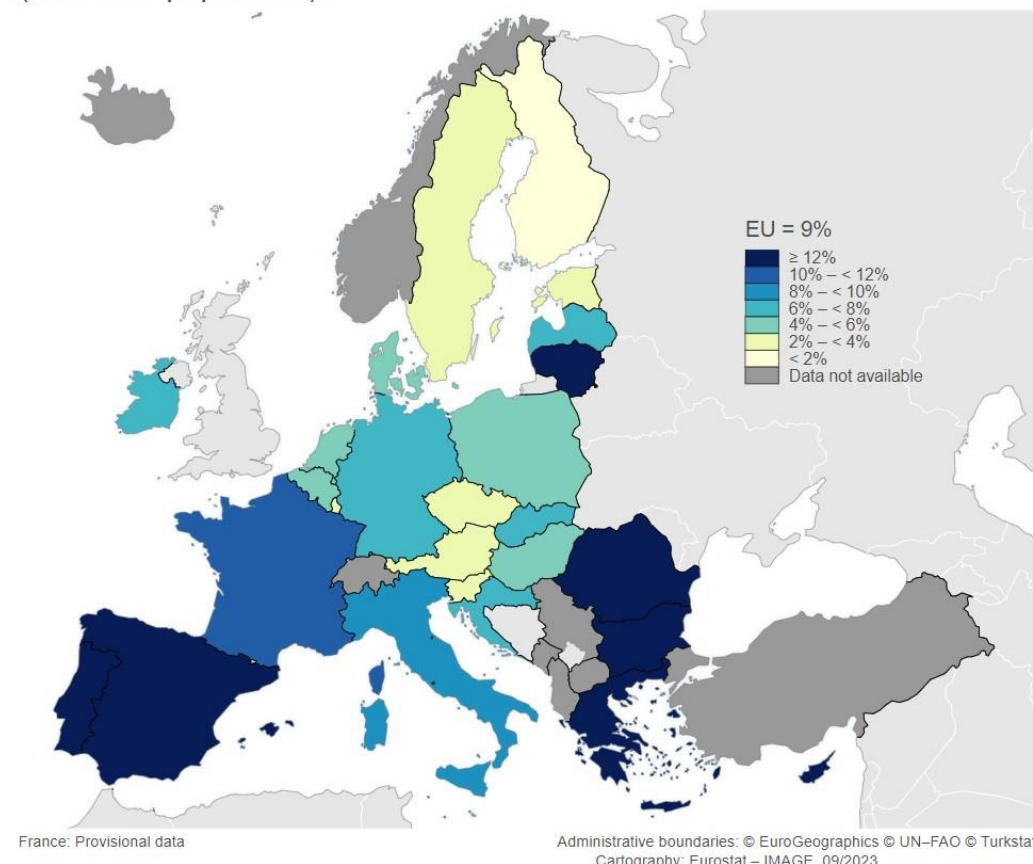 EU = 9%
≥ 12%
10% – < 12%
8% – < 10%
6% – < 8%
4% – < 6%
2% – < 4%
< 2%
Data not available
France: Provisional data
Administrative boundaries: © EuroGeographics © UN–FAO © Turkstat
Cartography: Eurostat – IMAGE, 09/2023